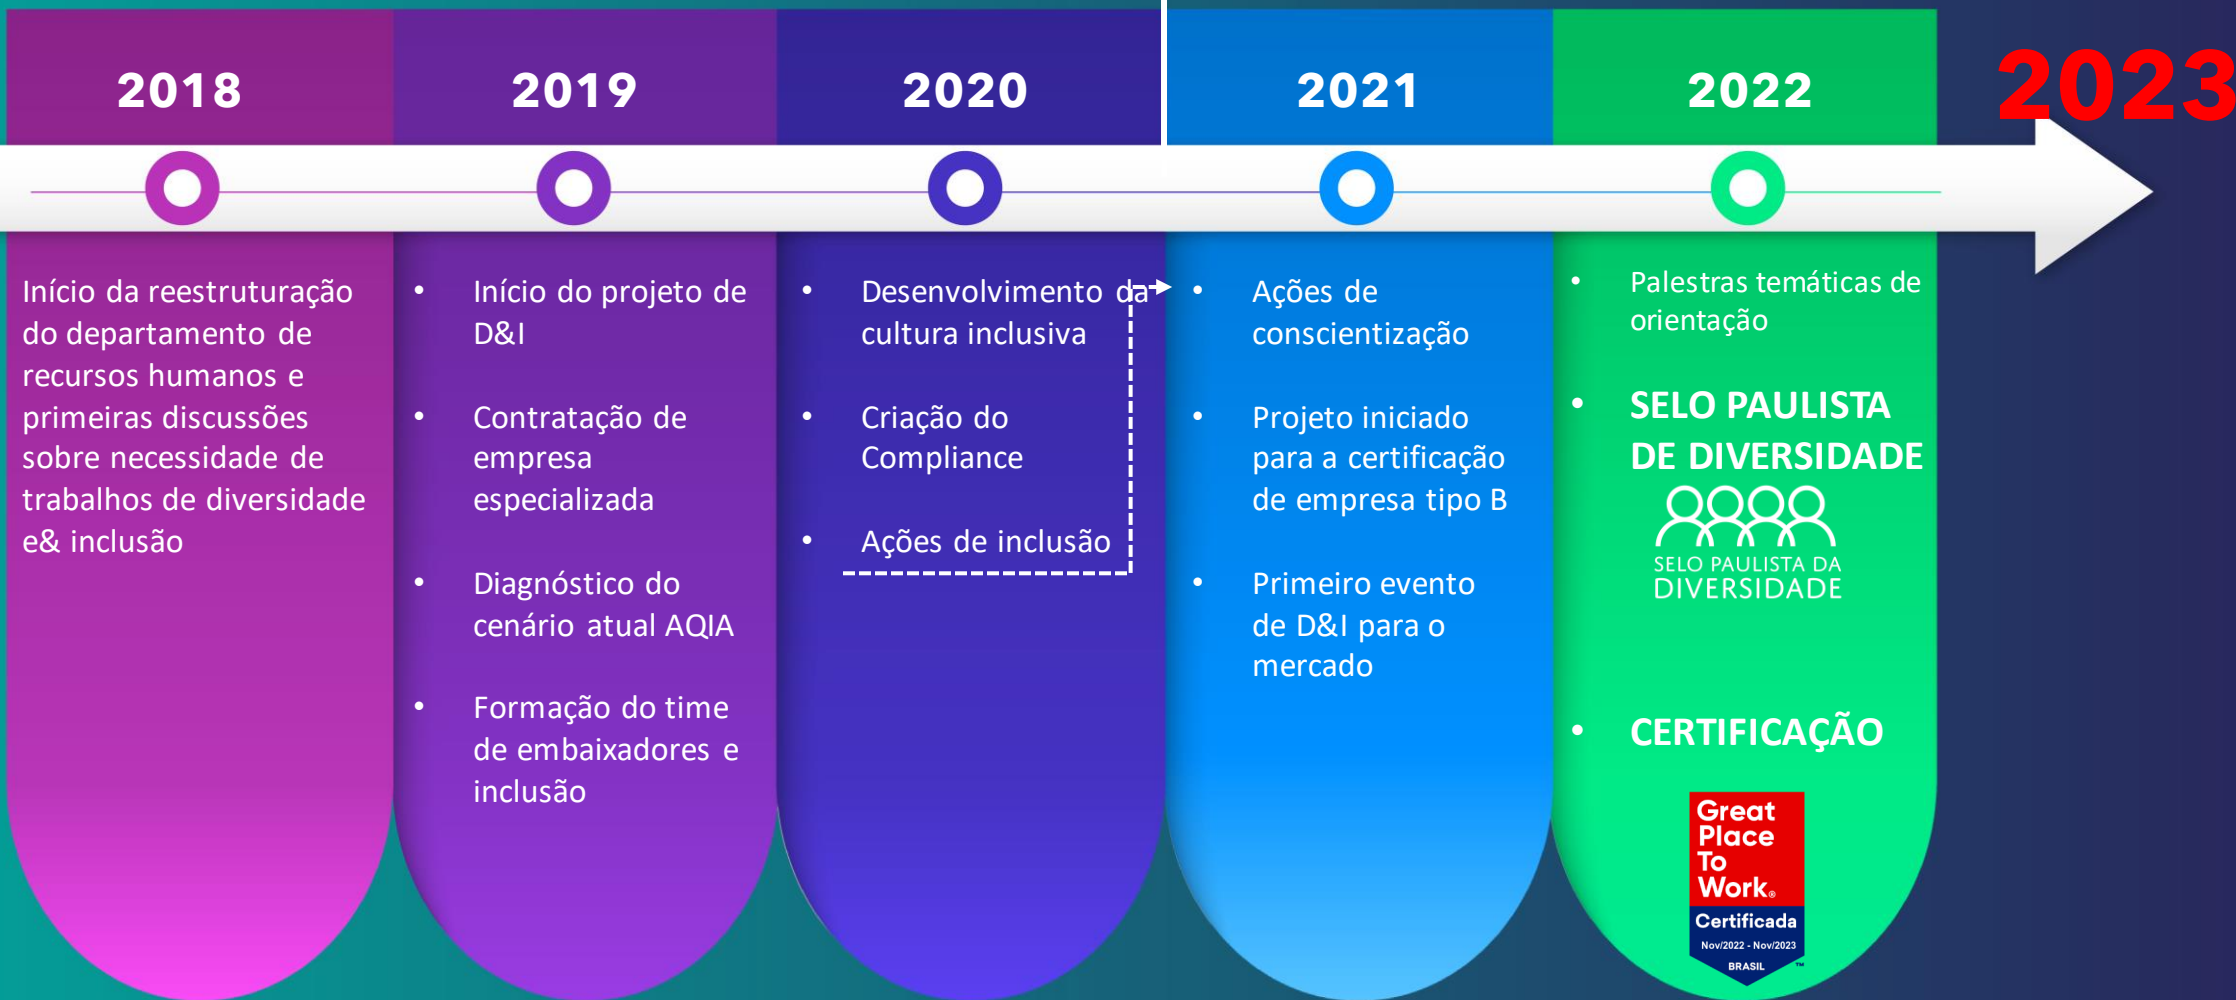 2018
Início da reestruturação
do departamento de
recursos humanos e
primeiras discussões
sobre necessidade de
trabalhos de diversidade
e& inclusão
2019
• Início do projeto de
D&I
• Contratação de
empresa
especializada
• Diagnóstico do
cenário atual AQIA
• Formação do time
de embaixadores e
inclusão
2020
• Desenvolvimento da
cultura inclusiva
• Criação do
Compliance
• Ações de inclusão
2021
• Ações de
conscientização
• Projeto iniciado
para a certificação
de empresa tipo B
• Primeiro evento
de D&I para o
mercado
2022
• Palestras temáticas de
orientação
• SELO PAULISTA
DE DIVERSIDADE
SELO PAULISTA DA
DIVERSIDADE
• CERTIFICAÇÃO
Great
Place
To
Work®
Certificada
Nov/2022 - Nov/2023
BRASIL ™
2023